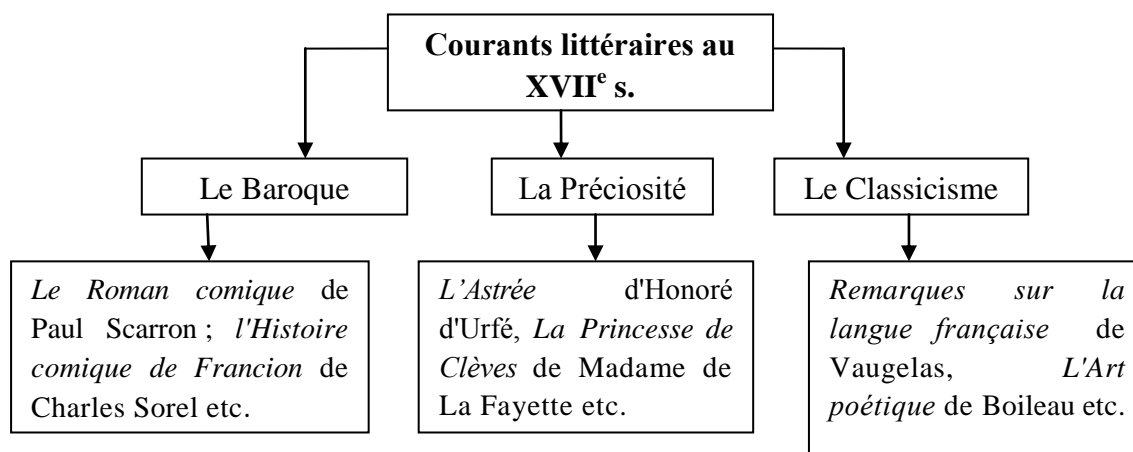 Courants littéraires au
XVIIe s.
Le Baroque
La Préciosité
Le Classicisme
Le Roman comique de
Paul Scarron ; l'Histoire
comique de Francion de
Charles Sorel etc.
L’Astrée d'Honoré
d'Urfé, La Princesse de
Clèves de Madame de
La Fayette etc.
Remarques sur la
langue française de
Vaugelas, L'Art
poétique de Boileau etc.